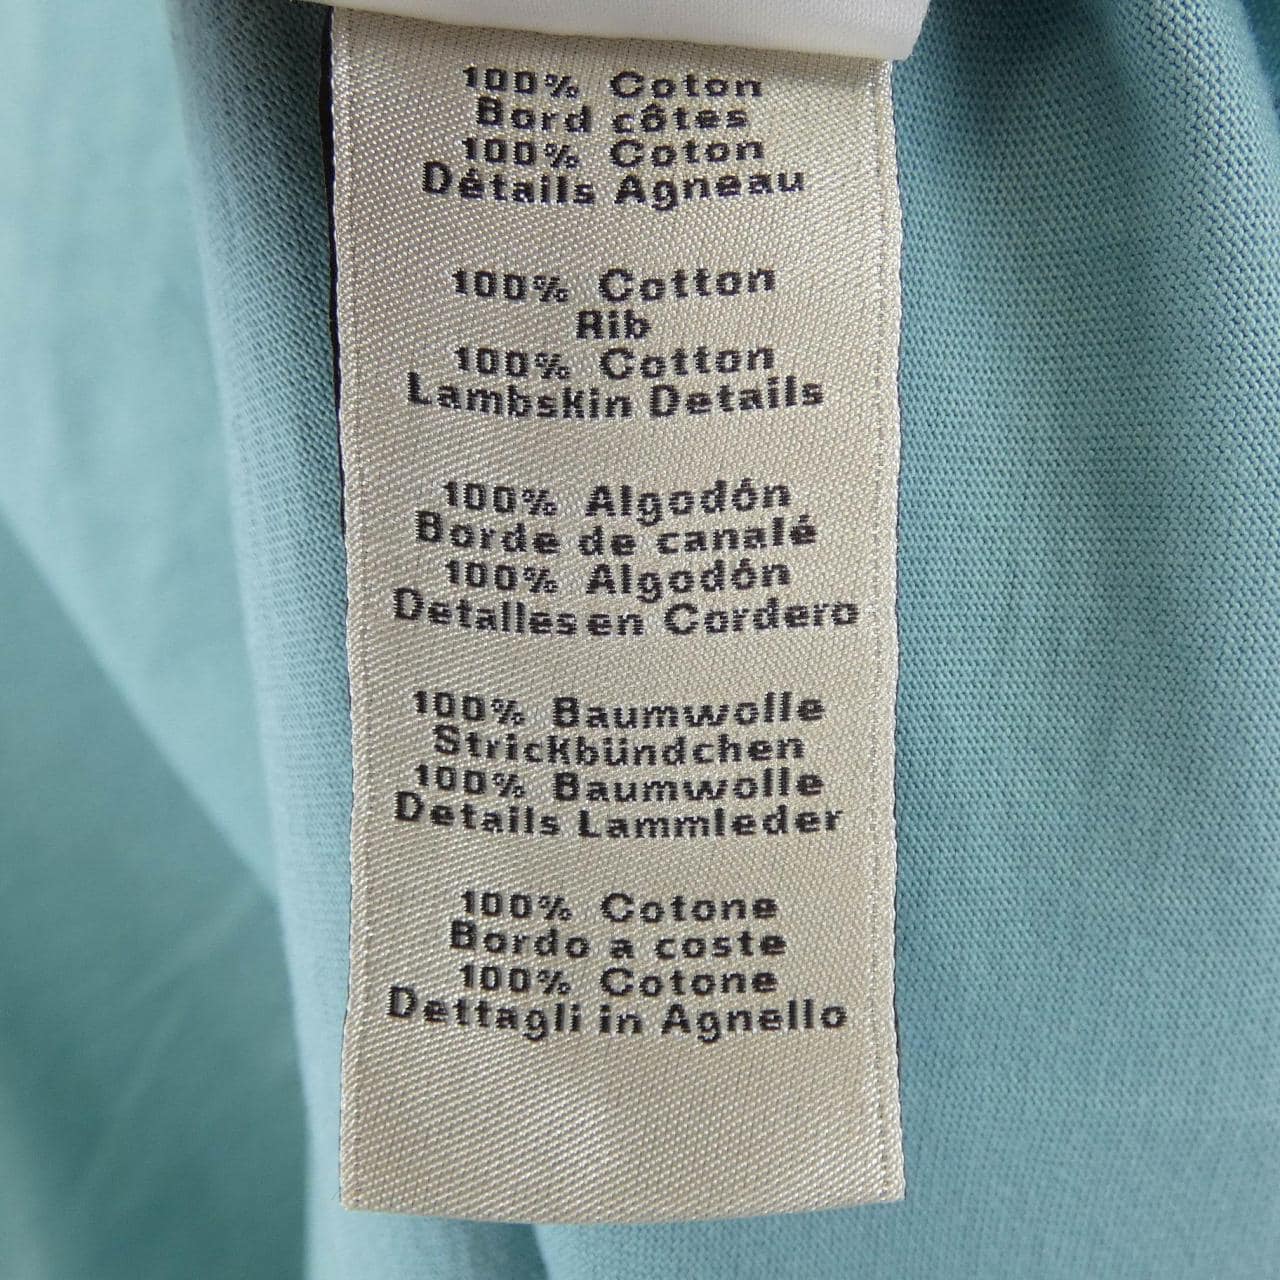 100% Coton
Bord côtes
100% Coton
Détails Agneau
100% Cotton
Rib
100% Cotton
Lambskin Details
100% Algodón
Borde de canalé
100% Algodón
Detalles en Cordero
100% Baumwolle
Strickbündchen
100% Baumwolle
Details Lammleder
100% Cotone
Bordo a coste
100% Cotone
Dettagli in Agnello